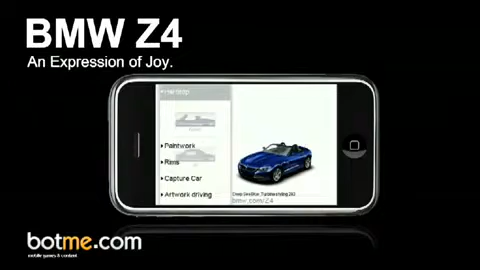 BMW Z4
An Expression of Joy.
Paintwork
Rims
Capture Car
Artwork driving
bmw.com/Z4
botme.com
mobile games & content